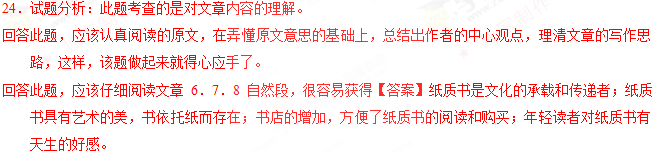 24．试题分析：此题考查的是对文章内容的理解。
回答此题，应该认真阅读的原文，在弄懂原文意思的基础上，总结出作者的中心观点，理清文章的写作思
路，这样，该题做起来就得心应手了。
回答此题，应该仔细阅读文章 6．7．8 自然段，很容易获得【答案】纸质书是文化的承载和传递者；纸质
书具有艺术的美，书依托纸而存在；书店的增加，方便了纸质书的阅读和购买；年轻读者对纸质书有
天生的好感。